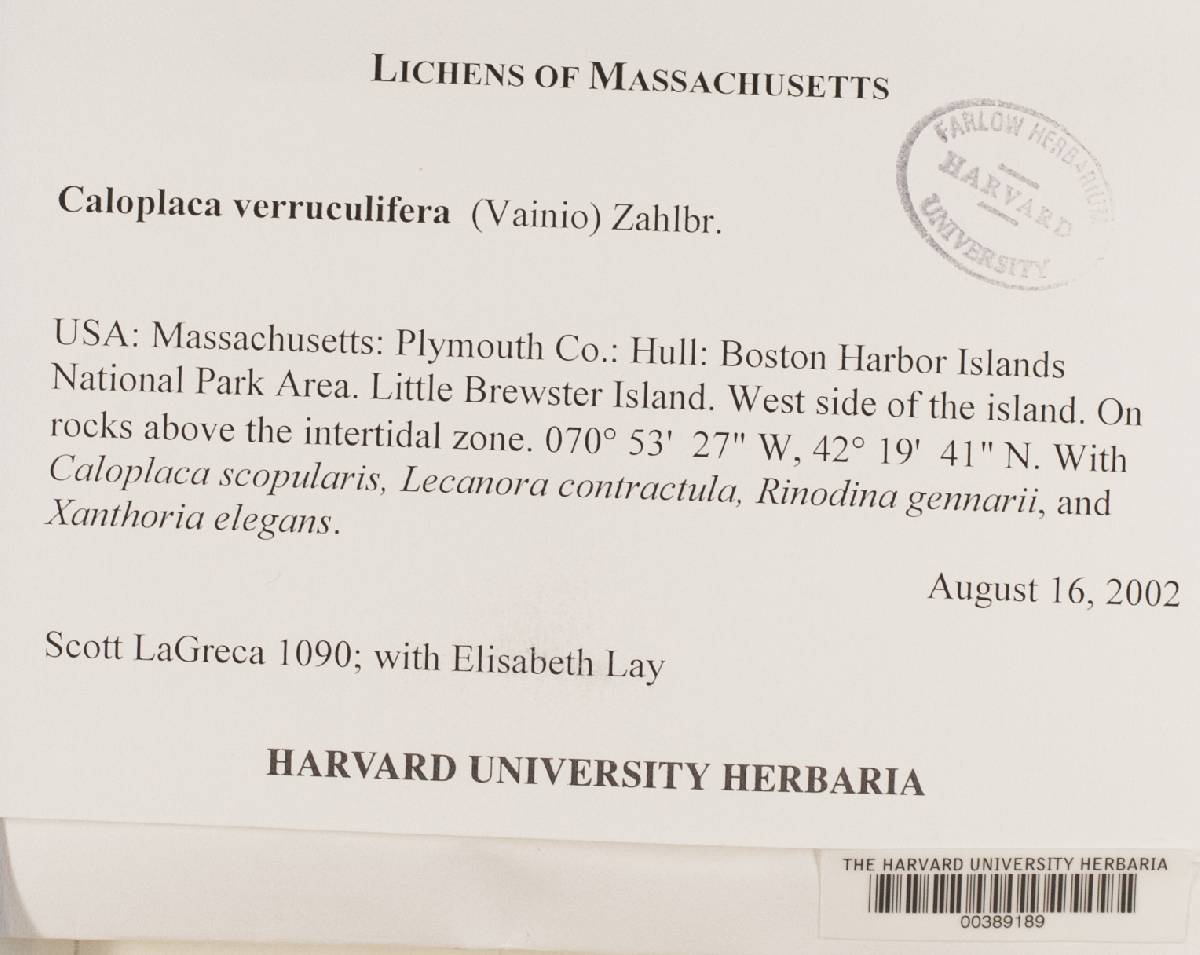 LICHENS OF MASSACHUSETTS
FARLOW HERBARIUM
HARVARD
UNIVERSITY
Caloplaca verruculifera (Vainio) Zahlbr.
USA: Massachusetts: Plymouth Co.: Hull: Boston Harbor Islands
National Park Area. Little Brewster Island. West side of the island. On
rocks above the intertidal zone. 070° 53' 27" W, 42° 19' 41" N. With
Caloplaca scopularis, Lecanora contractula, Rinodina gennarii, and
Xanthoria elegans.
August 16, 2002
Scott LaGreca 1090; with Elisabeth Lay
HARVARD UNIVERSITY HERBARIA
THE HARVARD UNIVERSITY HERBARIA
00389189